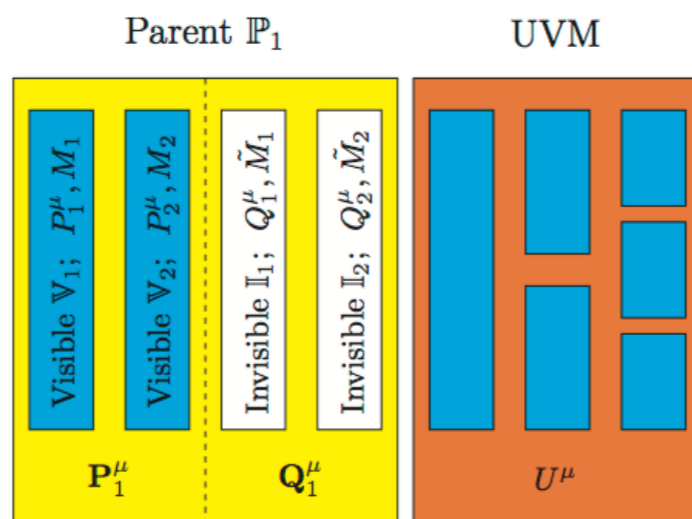 Parent ℙ₁
UVM
Visible 𝕍₁; P₁^μ, M₁
Visible 𝕍₂; P₂^μ, M₂
Invisible 𝕀₁; Q₁^μ, M̃₁
Invisible 𝕀₂; Q₂^μ, M̃₂
𝐏₁^μ
𝐐₁^μ
U^μ